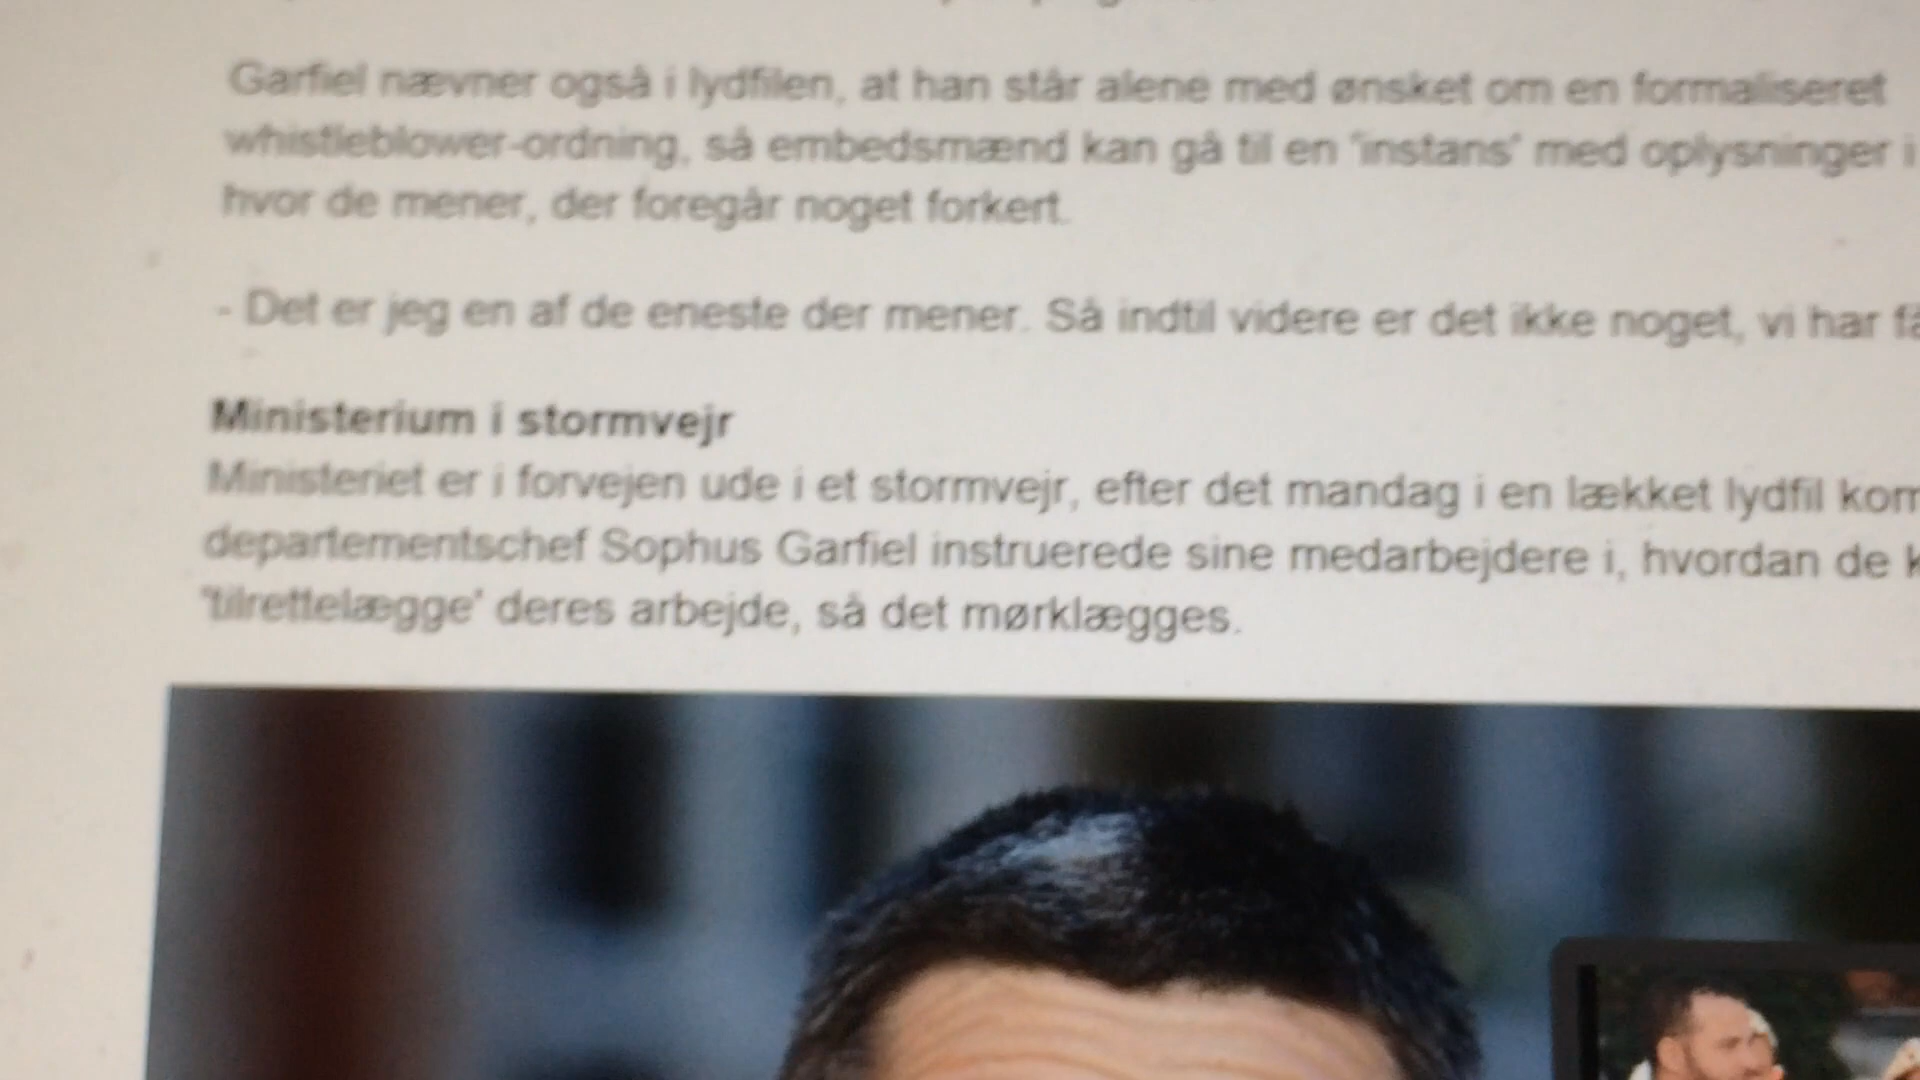 Garfiel nævner også i lydfilen, at han står alene med ønsket om en formaliseret
whistleblower-ordning, så embedsmænd kan gå til en 'instans' med oplysninger i
hvor de mener, der foregår noget forkert.
- Det er jeg en af de eneste der mener. Så indtil videre er det ikke noget, vi har
Ministerium i stormvejr
Ministeriet er i forvejen ude i et stormvejr, efter det mandag i en lækket lydfil
departementschef Sophus Garfiel instruerede sine medarbejdere i, hvordan de
'tilrettelægge' deres arbejde, så det mørklægges.